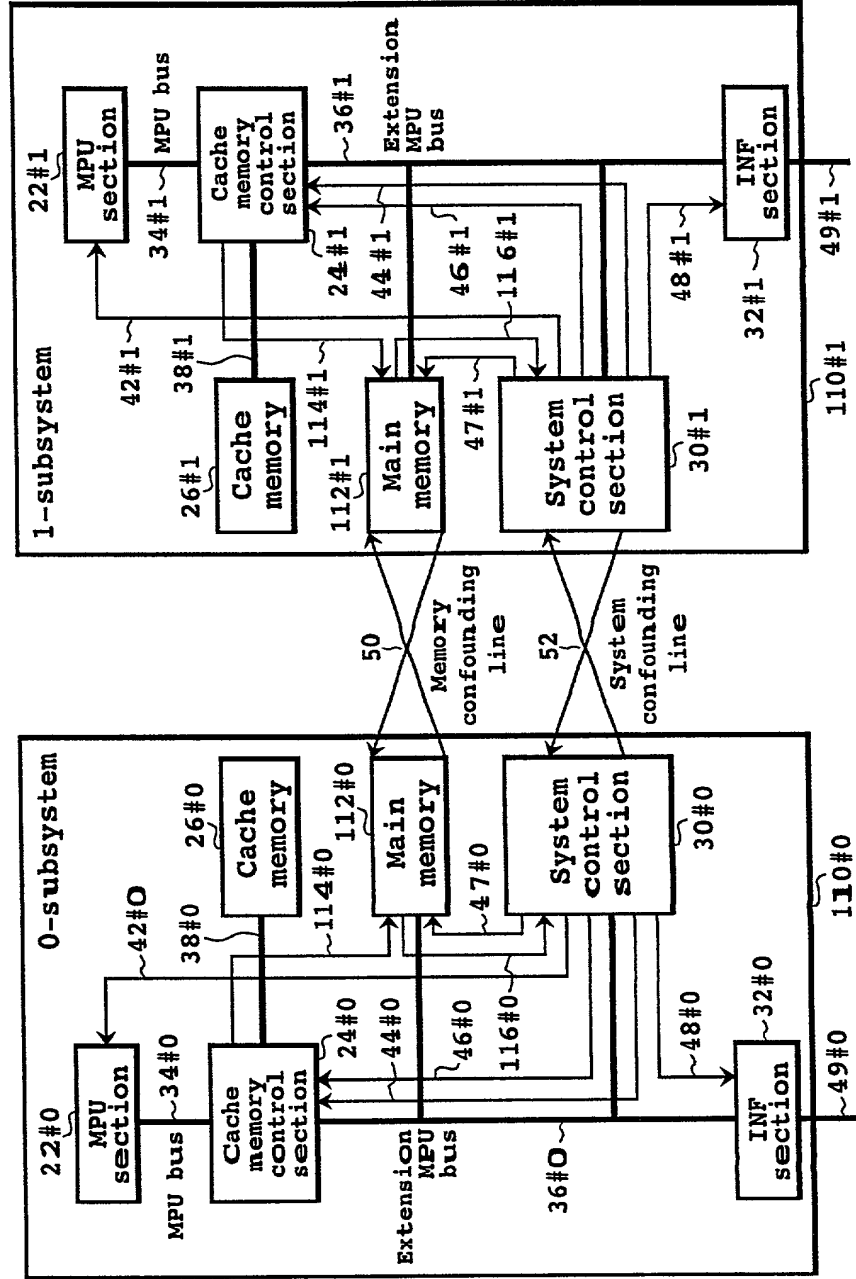 0-subsystem
22#0
MPU
section
42#0
MPU bus
34#0
Cache
memory
control
section
38#0
26#0
Cache
memory
24#0
114#0
44#0
112#0
Main
memory
Extension
MPU
bus
46#0
47#0
116#0
36#0
System
control
section
30#0
48#0
INF
section
32#0
49#0
110#0
50
Memory
confounding
line
52
System
confounding
line
1-subsystem
22#1
MPU
section
42#1
34#1
MPU bus
38#1
26#1
Cache
memory
Cache
memory
control
section
24#1
36#1
114#1
44#1
Extension
MPU
bus
112#1
Main
memory
46#1
47#1
116#1
System
control
section
30#1
48#1
INF
section
32#1
49#1
110#1